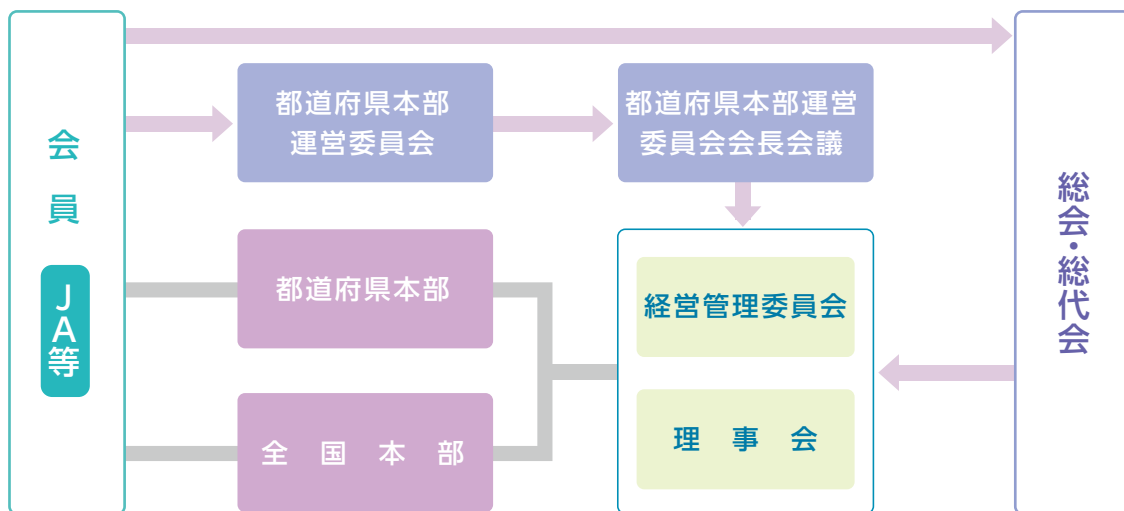 会員
JA等
都道府県本部
運営委員会
都道府県本部運営
委員会会長会議
都道府県本部
全国本部
経営管理委員会
理事会
総会・総代会